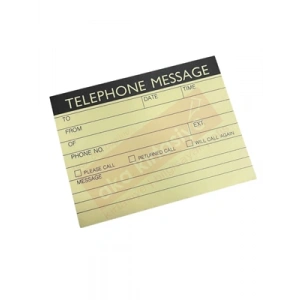 TELEPHONE MESSAGE
TO DATE TIME
FROM
OF
PHONE NO. EXT.
PLEASE CALL RETURNED CALL WILL CALL AGAIN
MESSAGE